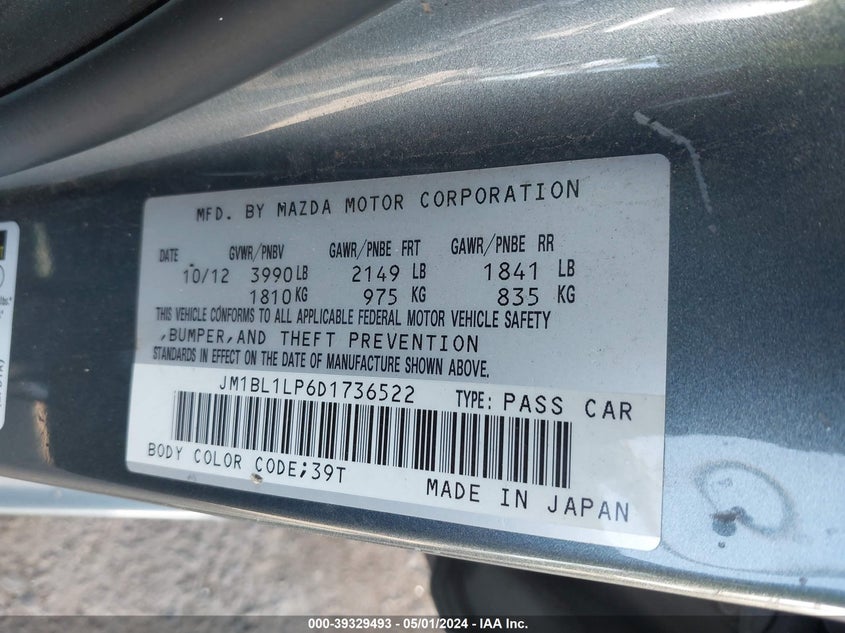 MFD. BY MAZDA MOTOR CORPORATION
DATE GVWR/PNBV GAWR/PNBE FRT GAWR/PNBE RR
10/12 3990 LB 2149 LB 1841 LB
1810 KG 975 KG 835 KG
THIS VEHICLE CONFORMS TO ALL APPLICABLE FEDERAL MOTOR VEHICLE SAFETY
,BUMPER,AND THEFT PREVENTION
STANDARDS IN EFFECT ON THE DATE OF MANUFACTURE SHOWN ABOVE.
JM1BL1LP6D1736522 TYPE: PASS CAR
BODY COLOR CODE;39T
MADE IN JAPAN
000-39329493 - 05/01/2024 - IAA Inc.